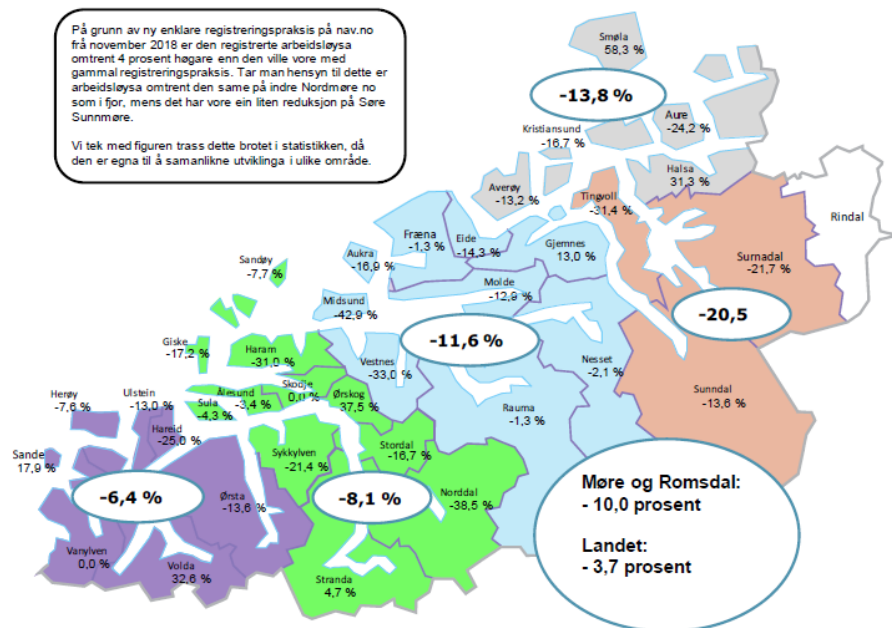 På grunn av ny enklare registreringspraksis på nav.no
frå november 2018 er den registrerte arbeidsløysa
omtrent 4 prosent høgare enn den ville vore med
gammal registreringspraksis. Tar man hensyn til dette er
arbeidsløysa omtrent den same på indre Nordmøre no
som i fjor, mens det har vore ein liten reduksjon på Søre
Sunnmøre.
Vi tek med figuren trass dette brotet i statistikken, då
den er egna til å samanlikne utviklinga i ulike område.
Smøla
58,3 %
-13,8 %
Aure
-24,2 %
Kristiansund
-16,7 %
Halsa
31,3 %
Averøy
-13,2 %
Tingvoll
-31,4 %
Rindal
Fræna
-1,3 %
Eide
-14,3 %
Gjemnes
13,0 %
Surnadal
-21,7 %
Aukra
-16,9 %
Sandøy
-7,7 %
Molde
-12,9 %
Midsund
-42,9 %
-20,5
-11,6 %
Giske
-17,2 %
Haram
-31,0 %
Vestnes
-33,0 %
Nesset
-2,1 %
Sunndal
-13,6 %
Herøy
-7,6 %
Ulstein
-13,0 %
Ålesund
-3,4 %
Skodje
0,0 %
Ørskog
37,5 %
Sula
-4,3 %
Rauma
-1,3 %
Hareid
-25,0 %
Sande
17,9 %
Sykkylven
-21,4 %
Stordal
-16,7 %
-6,4 %
Ørsta
-13,6 %
-8,1 %
Norddal
-38,5 %
Møre og Romsdal:
- 10,0 prosent
Landet:
- 3,7 prosent
Vanylven
0,0 %
Volda
32,6 %
Stranda
4,7 %